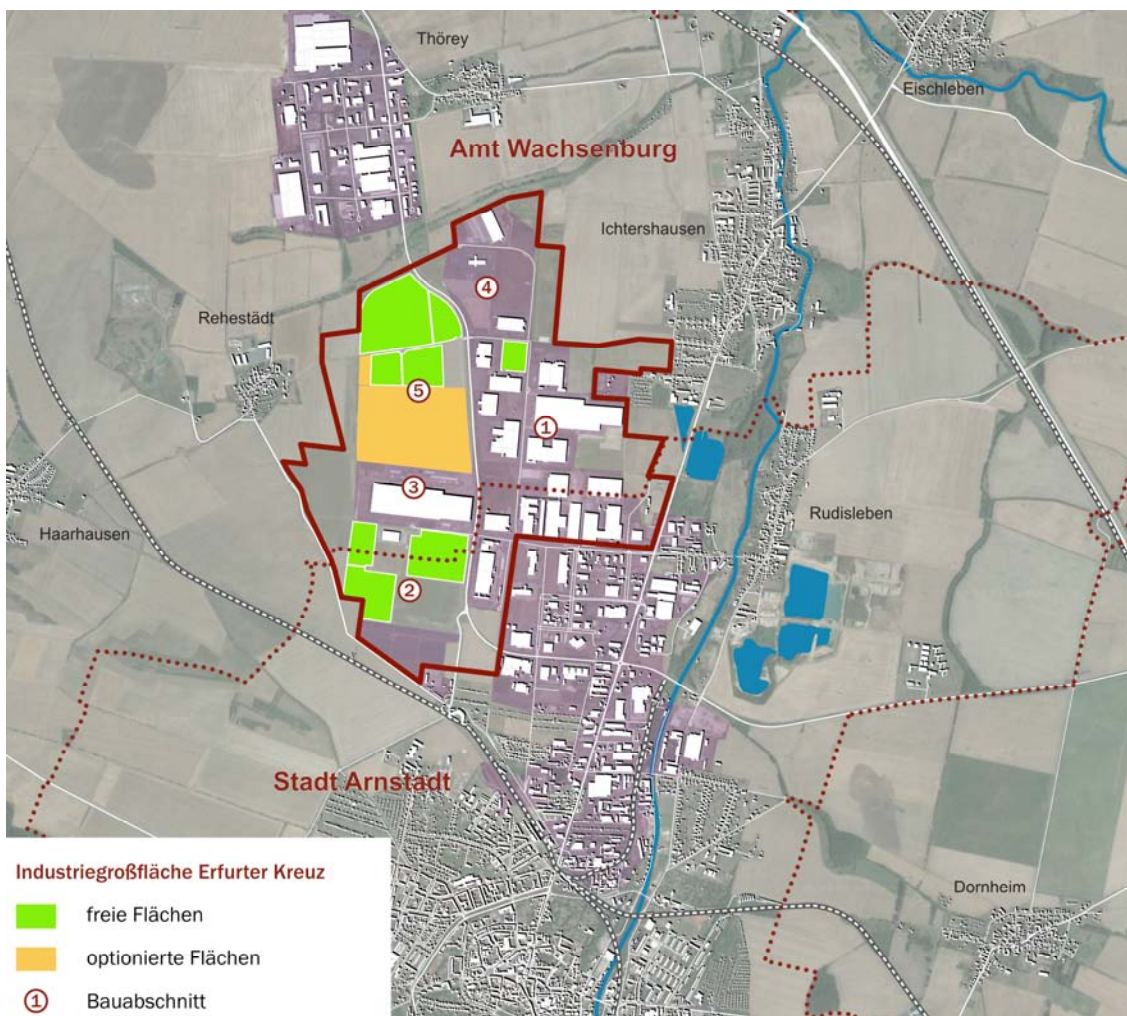 Thörey
Eischleben
Amt Wachsenburg
Ichtershausen
④
Rehestädt
⑤
①
③
Rudisleben
Haarhausen
②
Stadt Arnstadt
Dornheim
Industriegroßfläche Erfurter Kreuz
freie Flächen
optionierte Flächen
① Bauabschnitt